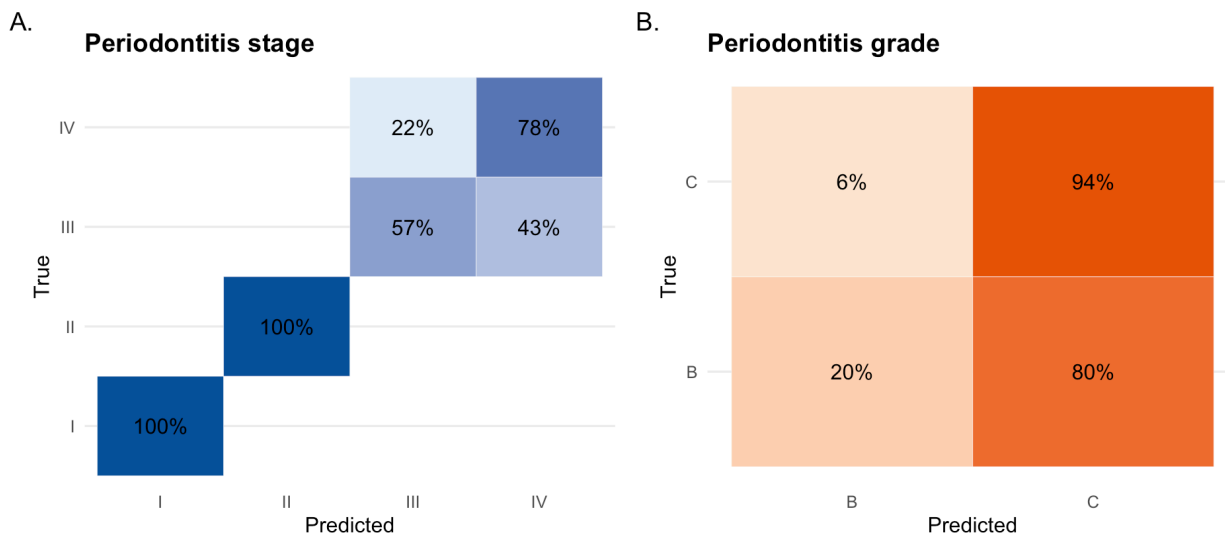 A.
Periodontitis stage
IV
22%
78%
III
57%
43%
True
II
100%
I
100%
I
II
III
IV
Predicted
B.
Periodontitis grade
C
6%
94%
True
B
20%
80%
B
C
Predicted